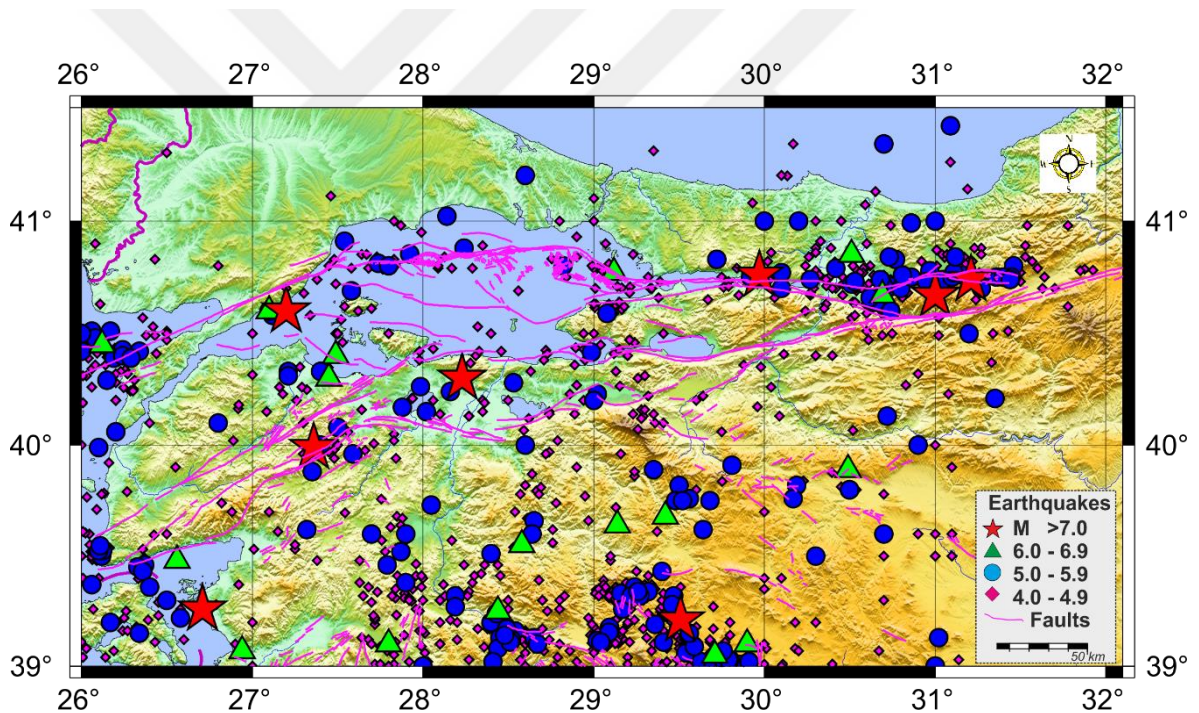 26° 27° 28° 29° 30° 31° 32°
N
W E
S
41° 41°
40° 40°
Earthquakes
M >7.0
6.0 - 6.9
5.0 - 5.9
4.0 - 4.9
Faults
50 km
39° 39°
26° 27° 28° 29° 30° 31° 32°